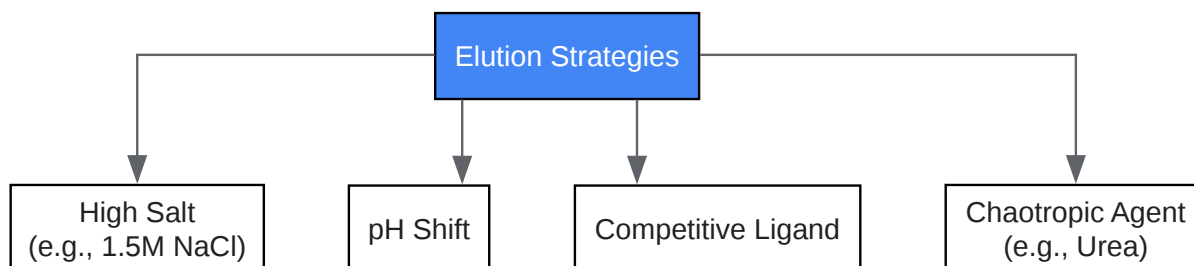 Elution Strategies
High Salt
(e.g., 1.5M NaCl)
pH Shift
Competitive Ligand
Chaotropic Agent
(e.g., Urea)